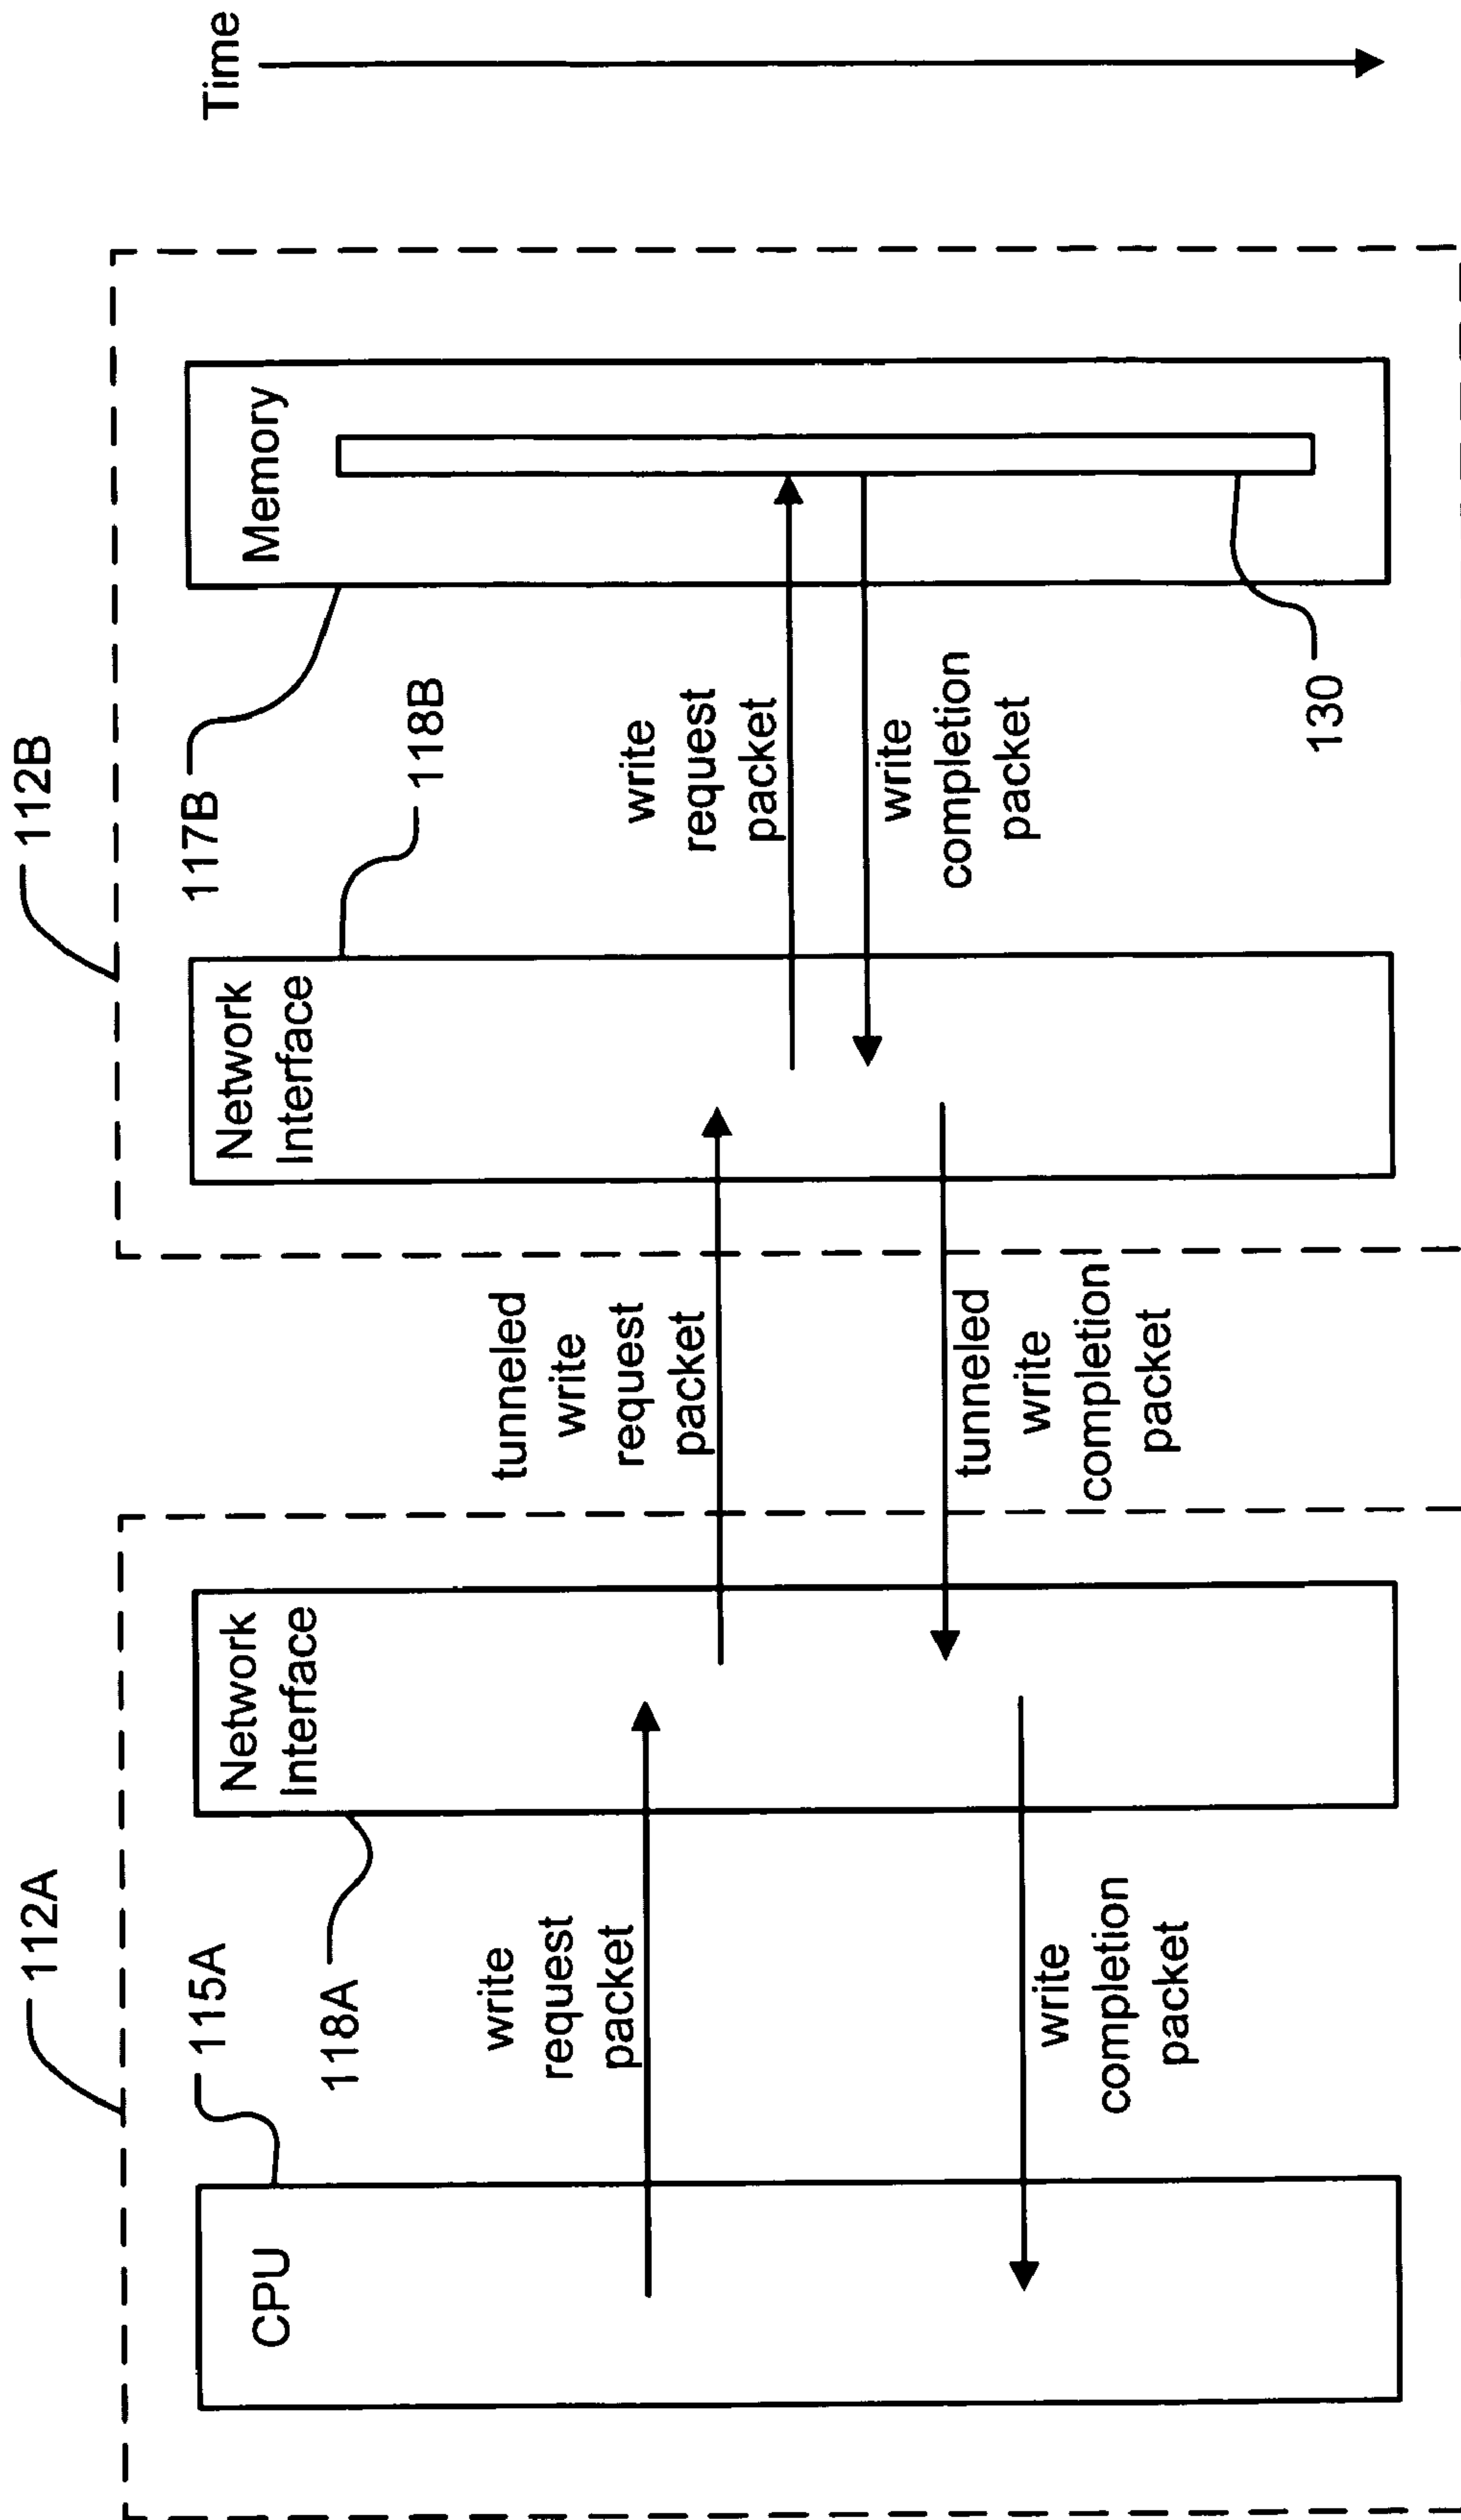 112A
112B
115A
CPU
118A
Network
Interface
write
request
packet
write
completion
packet
tunneled
write
request
packet
tunneled
write
completion
packet
Network
Interface
118B
117B
Memory
write
request
packet
write
completion
packet
130
Time